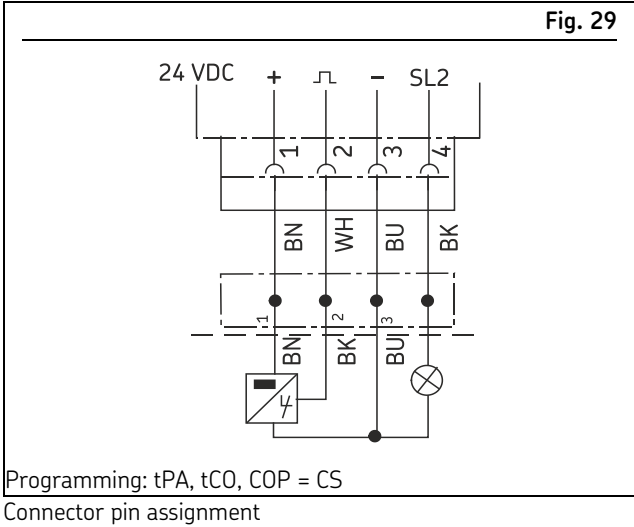 Fig. 29
24 VDC + ⎍ − SL2
1 2 3 4
BN WH BU BK
1 2 3
BN BK BU
Programming: tPA, tCO, COP = CS
Connector pin assignment